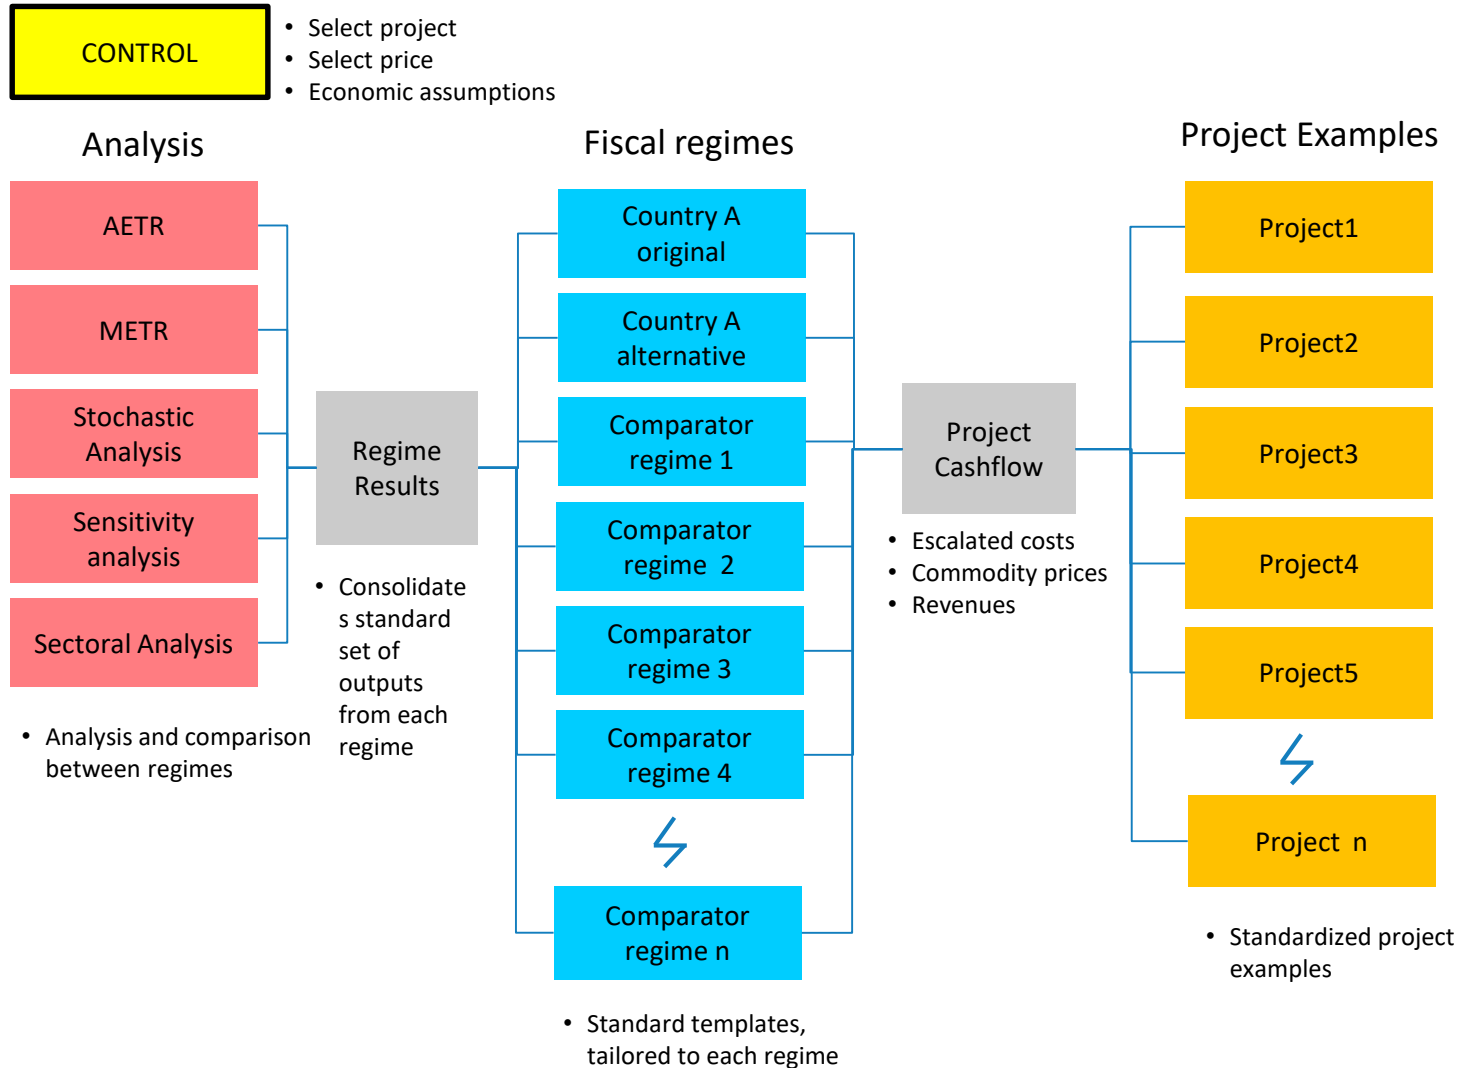 CONTROL
• Select project
• Select price
• Economic assumptions
Analysis
Fiscal regimes
Project Examples
AETR
METR
Stochastic
Analysis
Sensitivity
analysis
Sectoral Analysis
• Analysis and comparison
between regimes
Regime
Results
• Consolidate
s standard
set of
outputs
from each
regime
Country A
original
Country A
alternative
Comparator
regime 1
Comparator
regime  2
Comparator
regime 3
Comparator
regime 4
Comparator
regime n
• Standard templates,
tailored to each regime
Project
Cashflow
• Escalated costs
• Commodity prices
• Revenues
Project1
Project2
Project3
Project4
Project5
Project  n
• Standardized project
examples